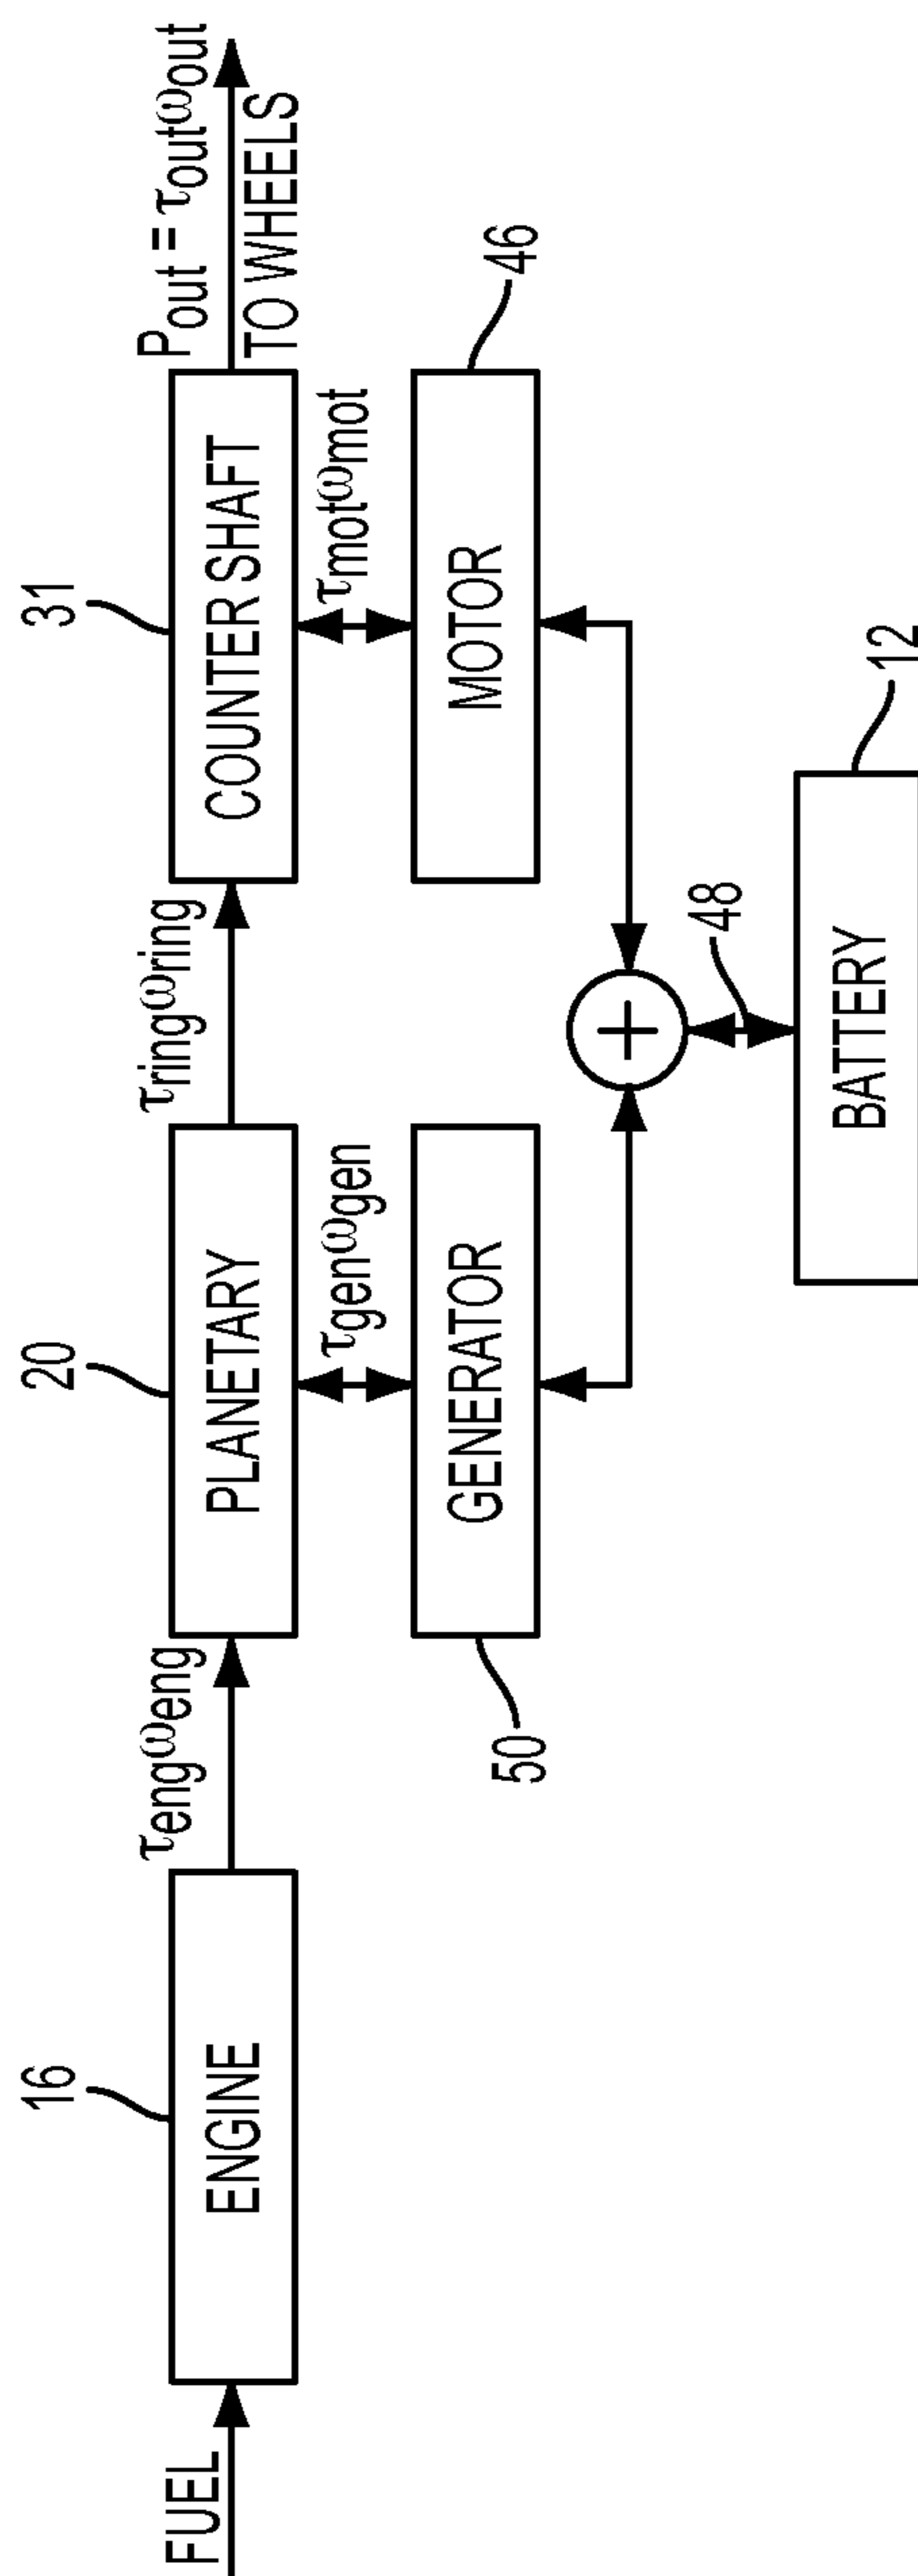 FUEL
16
ENGINE
τengωeng
20
PLANETARY
τringωring
31
COUNTER SHAFT
Pout = τoutωout
TO WHEELS
τgenωgen
τmotωmot
50
GENERATOR
MOTOR
46
+
48
BATTERY
12